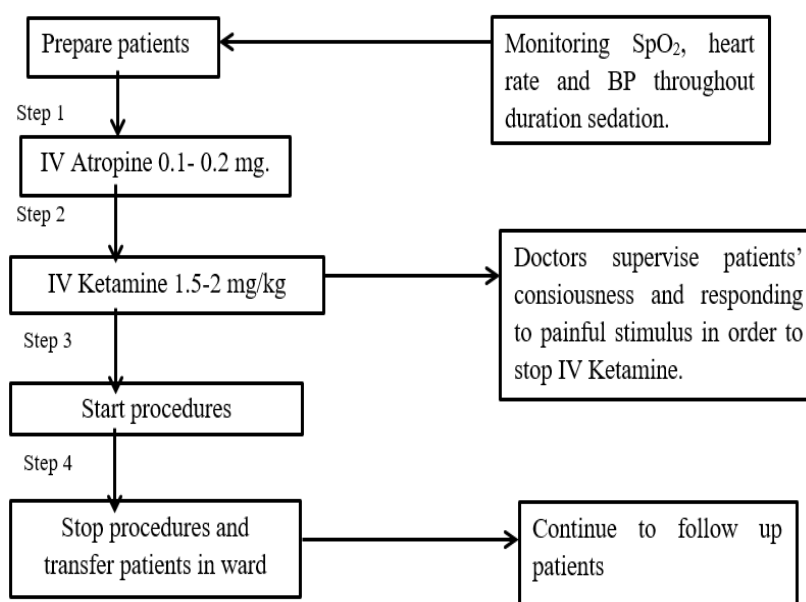 Prepare patients
Monitoring SpO₂, heart
rate and BP throughout
duration sedation.
Step 1
IV Atropine 0.1- 0.2 mg.
Step 2
IV Ketamine 1.5-2 mg/kg
Doctors supervise patients’
consiousness and responding
to painful stimulus in order to
stop IV Ketamine.
Step 3
Start procedures
Step 4
Stop procedures and
transfer patients in ward
Continue to follow up
patients